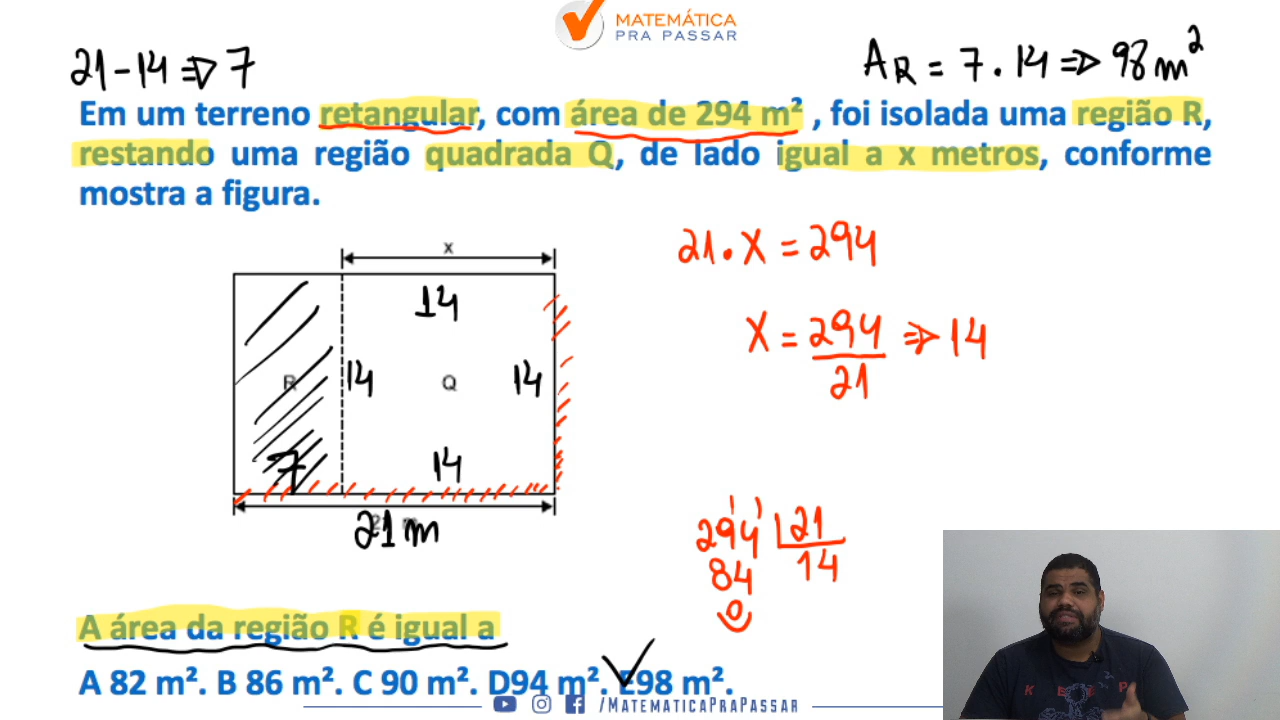 MATEMÁTICA
PRA PASSAR
21-14⇒7
AR = 7.14⇒98m²
Em um terreno retangular, com área de 294 m² , foi isolada uma região R,
restando uma região quadrada Q, de lado igual a x metros, conforme
mostra a figura.
x
21.X=294
14
X=294/21⇒14
R
14
Q
14
7
14
21m
294 21
84 14
0
A área da região R é igual a
A 82 m². B 86 m². C 90 m². D94 m². E98 m².
/MatematicaPraPassar
K E E P